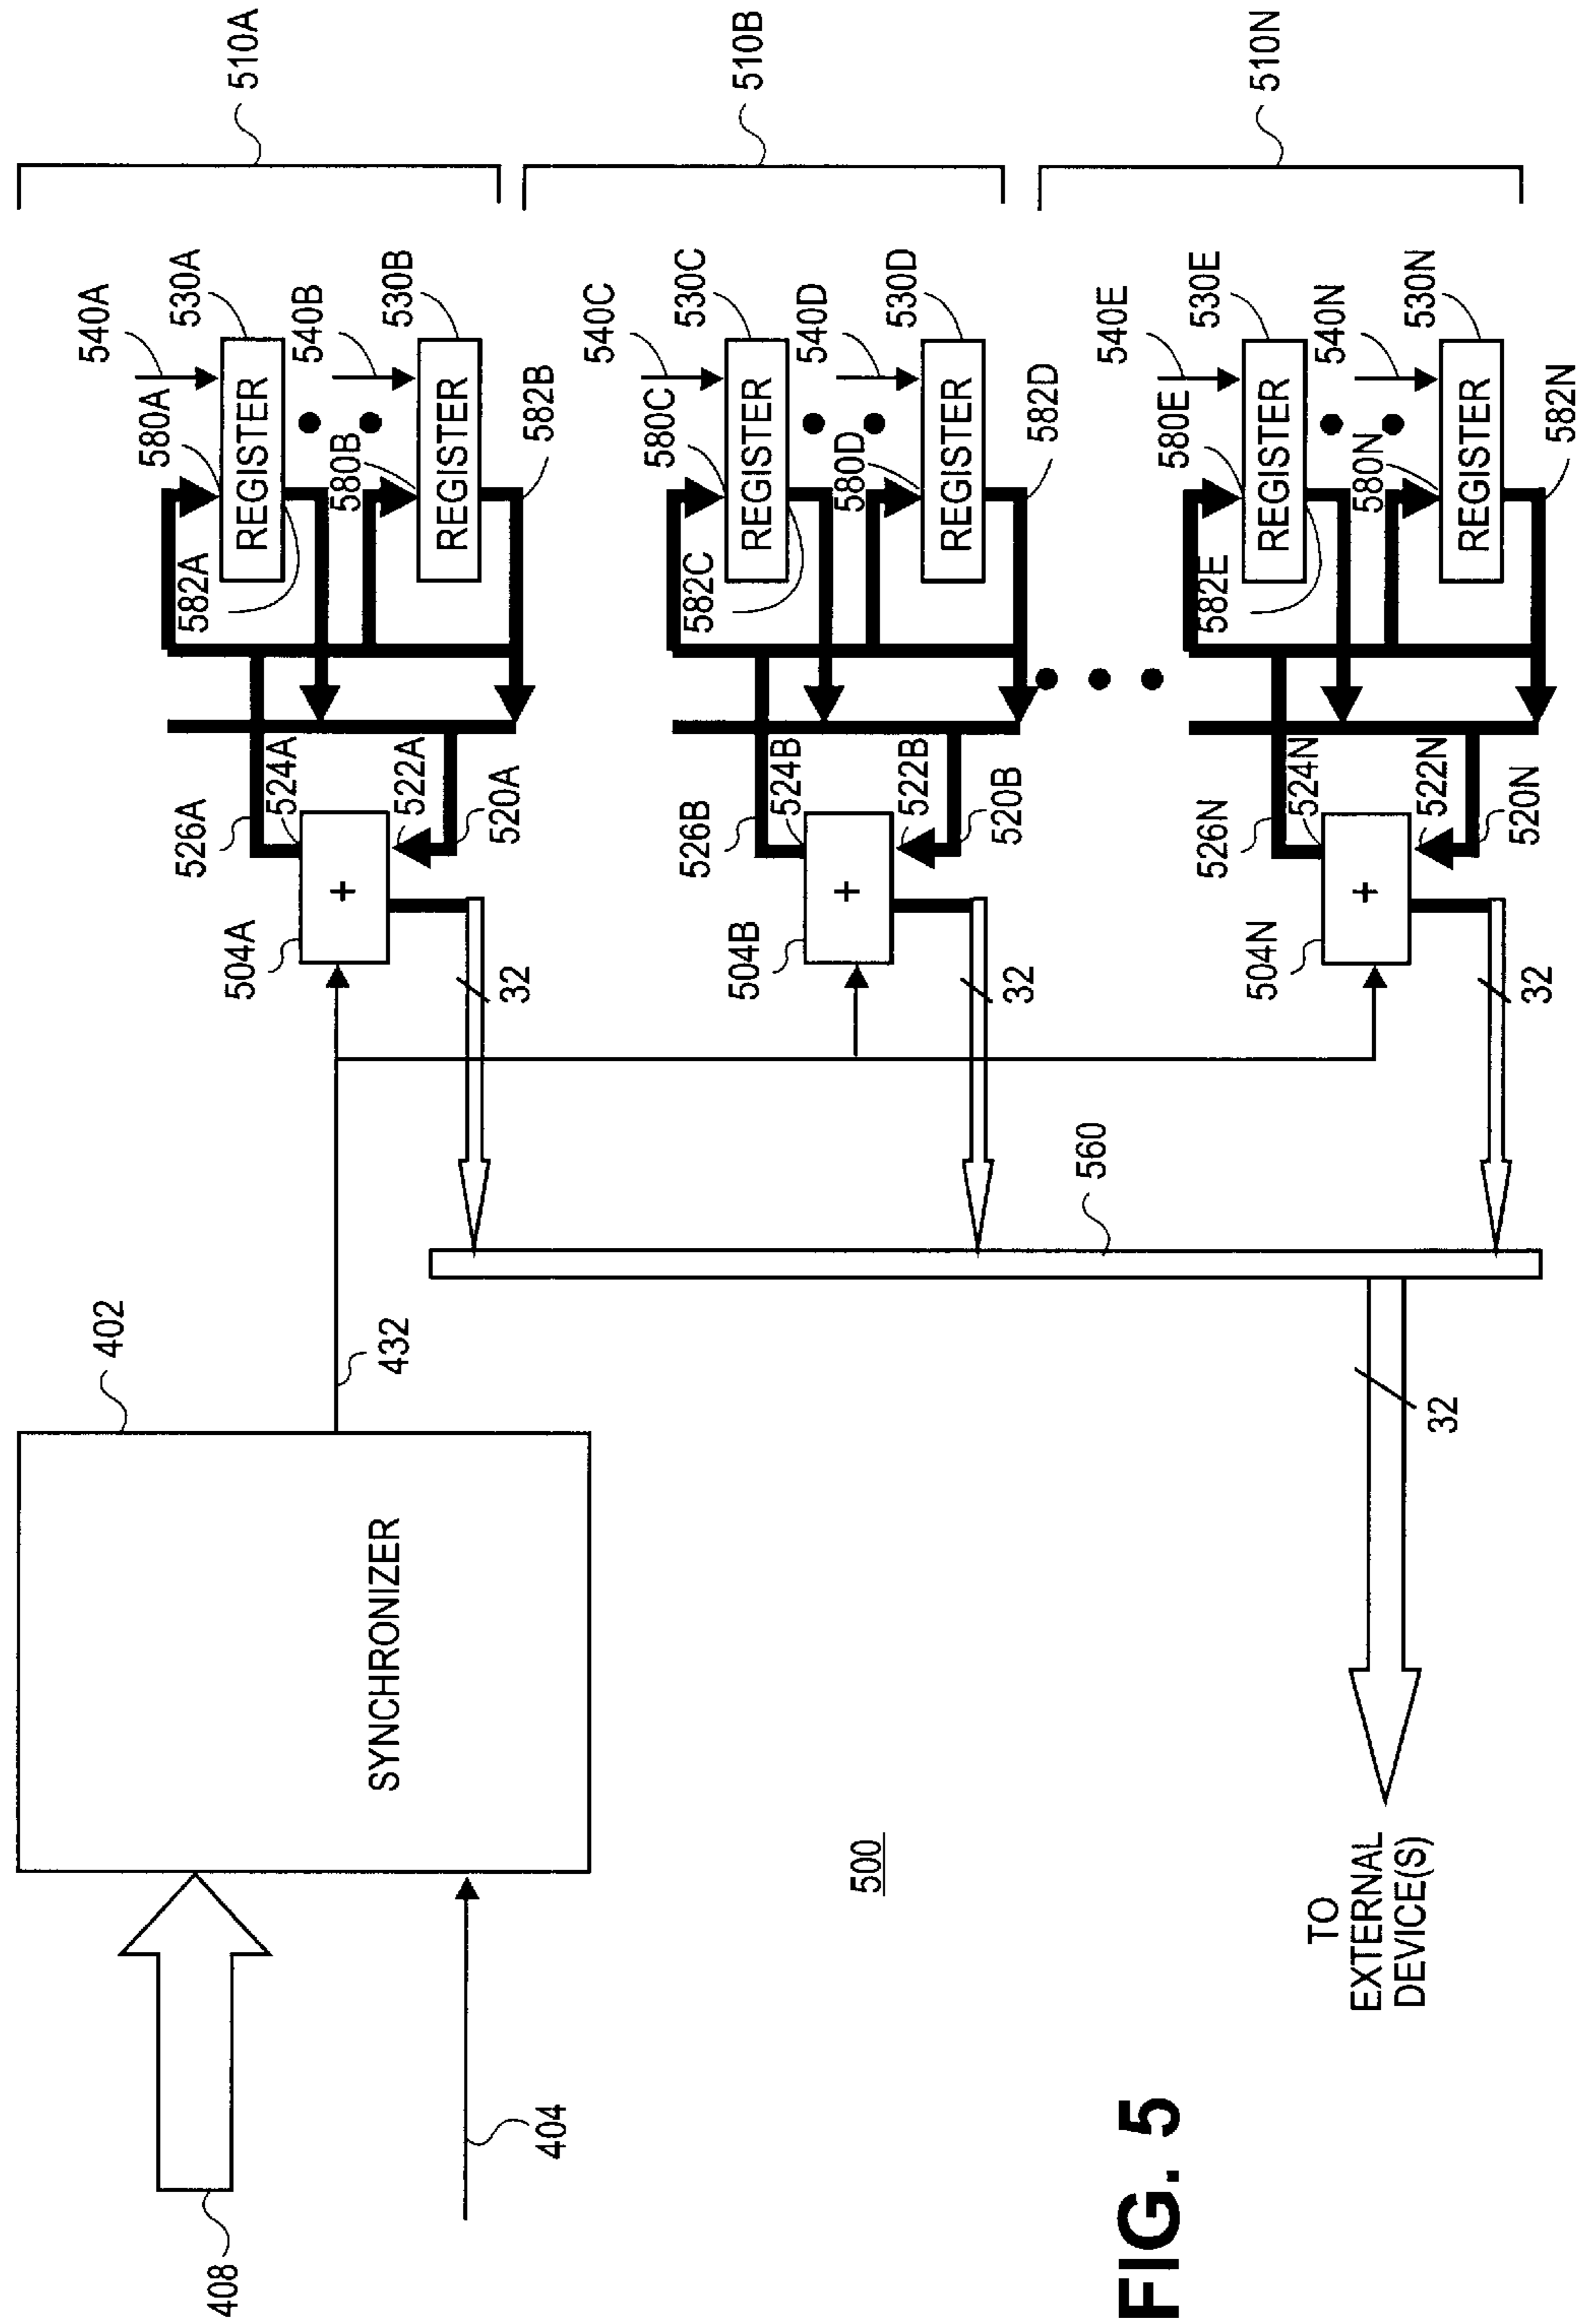 510A
510B
510N
540A
530A
580A
REGISTER
582A
540B
530B
580B
REGISTER
582B
540C
530C
580C
REGISTER
582C
540D
530D
580D
REGISTER
582D
540E
530E
580E
REGISTER
582E
540N
530N
580N
REGISTER
582N
526A
524A
522A
520A
504A
+
32
526B
524B
522B
520B
504B
+
32
526N
524N
522N
520N
504N
+
32
560
402
432
SYNCHRONIZER
408
404
32
500
TO
EXTERNAL
DEVICE(S)
FIG. 5